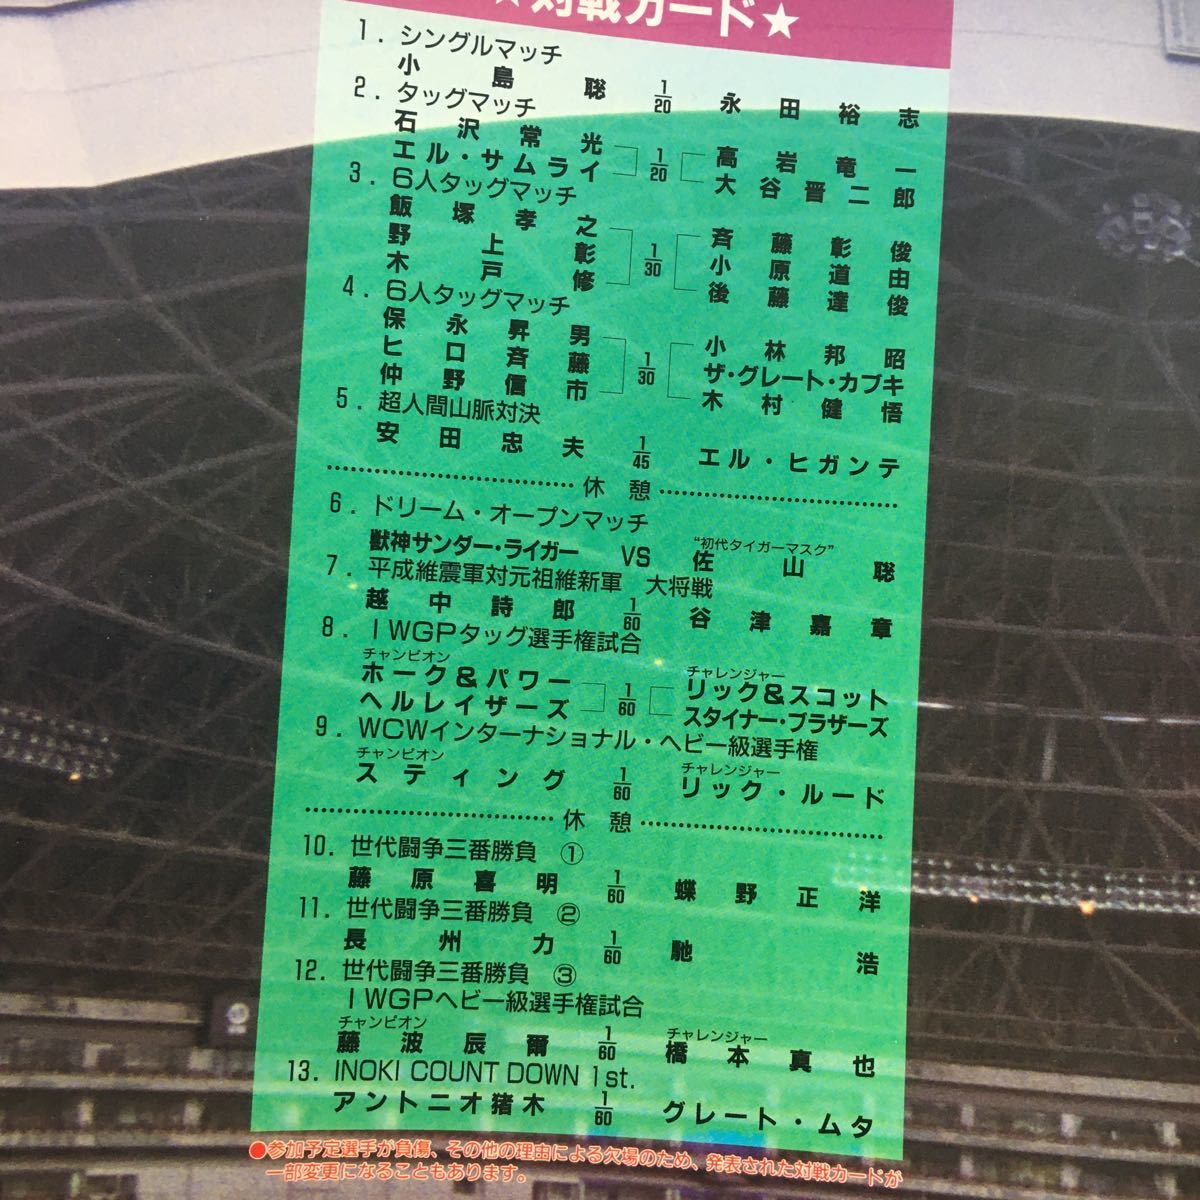 ★対戦カード★
1. シングルマッチ
小島聡 1/20 永田裕志
2. タッグマッチ
石沢常光 エル・サムライ 1/20 高岩竜一 大谷晋二郎
3. 6人タッグマッチ
飯塚孝之 野上彰 木戸修 1/30 斉藤彰俊 小原道由 後藤達俊
4. 6人タッグマッチ
保永昇男 ヒロ斉藤 仲野信市 1/30 小林邦昭 ザ・グレート・カブキ 木村健悟
5. 超人間山脈対決
安田忠夫 1/45 エル・ヒガンテ
休憩
6. ドリーム・オープンマッチ
獣神サンダー・ライガー VS “初代タイガーマスク” 佐山聡
7. 平成維震軍対元祖維新軍 大将戦
越中詩郎 1/60 谷津嘉章
8. IWGPタッグ選手権試合
チャンピオン ホーク&パワー ヘルレイザーズ 1/60 チャレンジャー リック&スコット スタイナー・ブラザーズ
9. WCWインターナショナル・ヘビー級選手権
チャンピオン スティング 1/60 チャレンジャー リック・ルード
休憩
10. 世代闘争三番勝負 ①
藤原喜明 1/60 蝶野正洋
11. 世代闘争三番勝負 ②
長州力 1/60 馳浩
12. 世代闘争三番勝負 ③
IWGPヘビー級選手権試合
チャンピオン 藤波辰爾 1/60 チャレンジャー 橋本真也
13. INOKI COUNT DOWN 1st.
アントニオ猪木 1/60 グレート・ムタ
●参加予定選手が負傷、その他の理由による欠場のため、発表された対戦カードが
一部変更になることもあります。